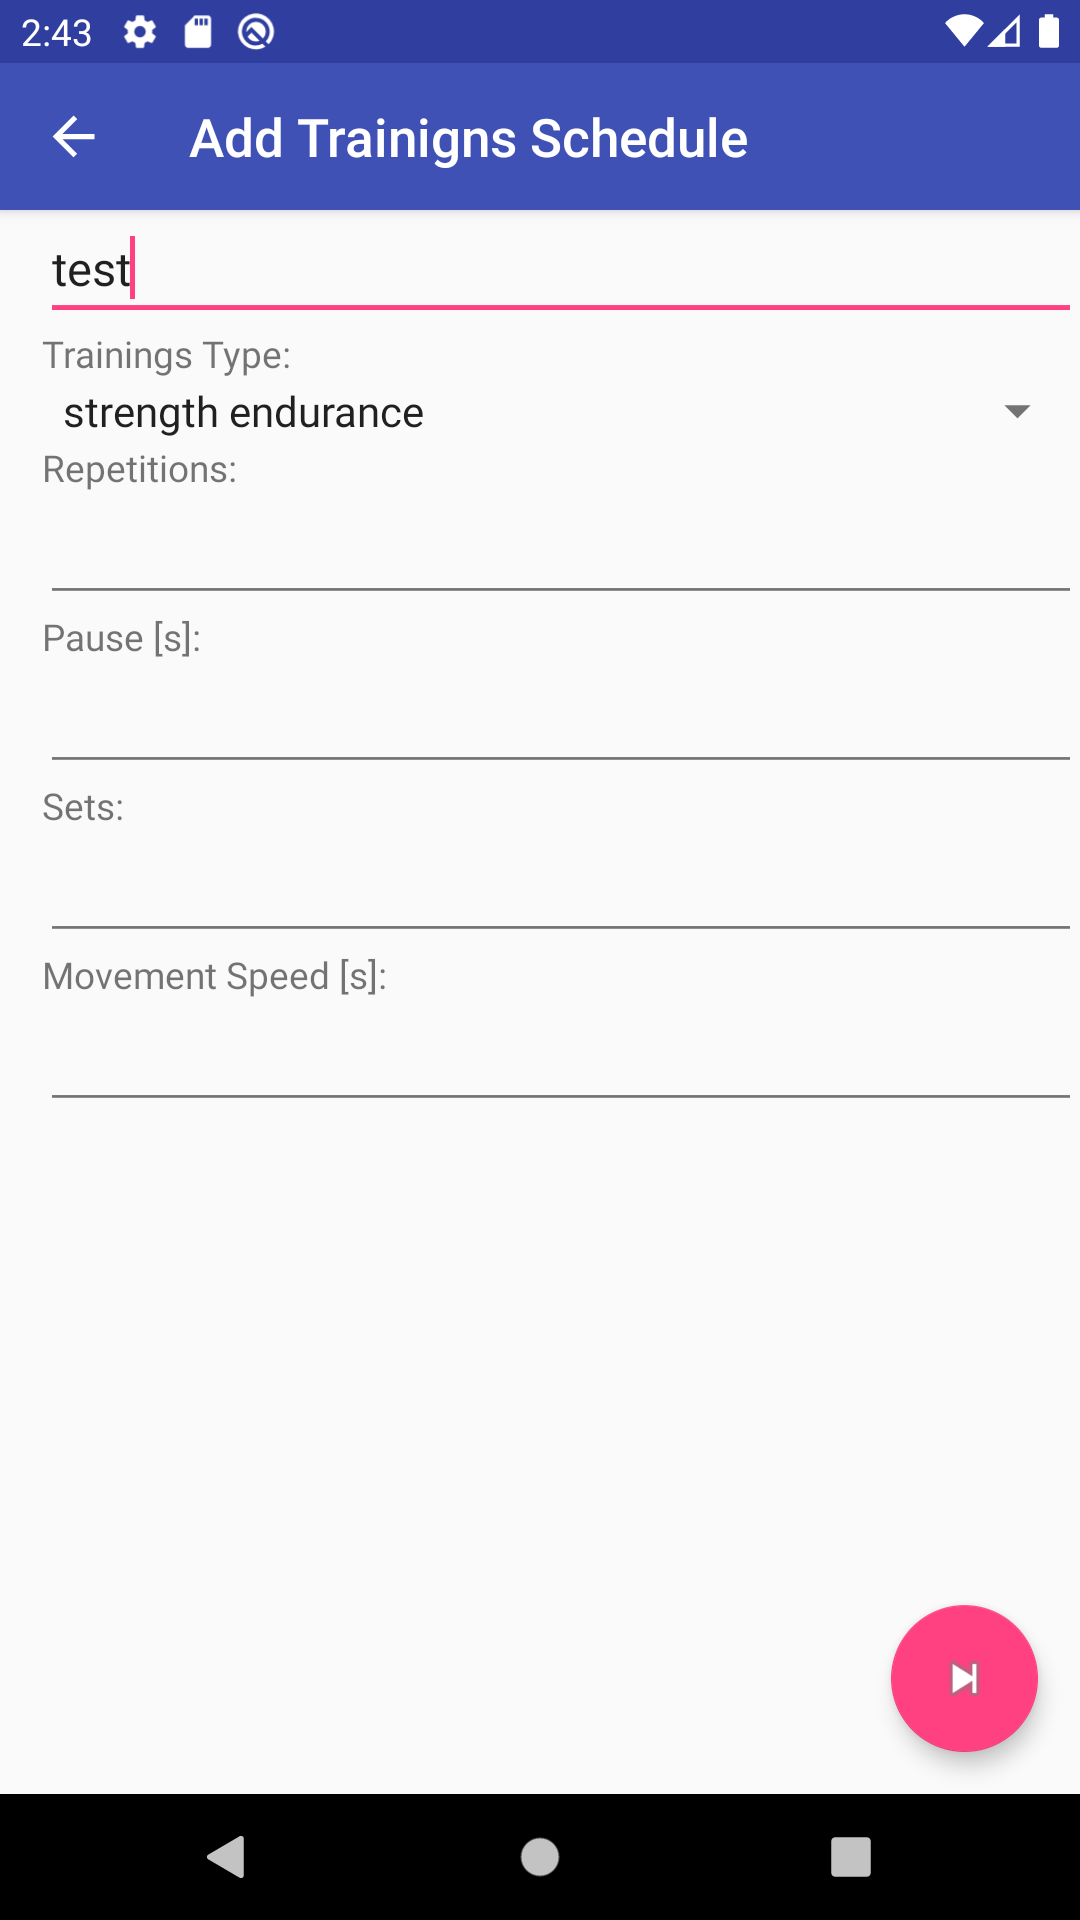 2:43
Add Trainigns Schedule
test
Trainings Type:
strength endurance
Repetitions:
Pause [s]:
Sets:
Movement Speed [s]: